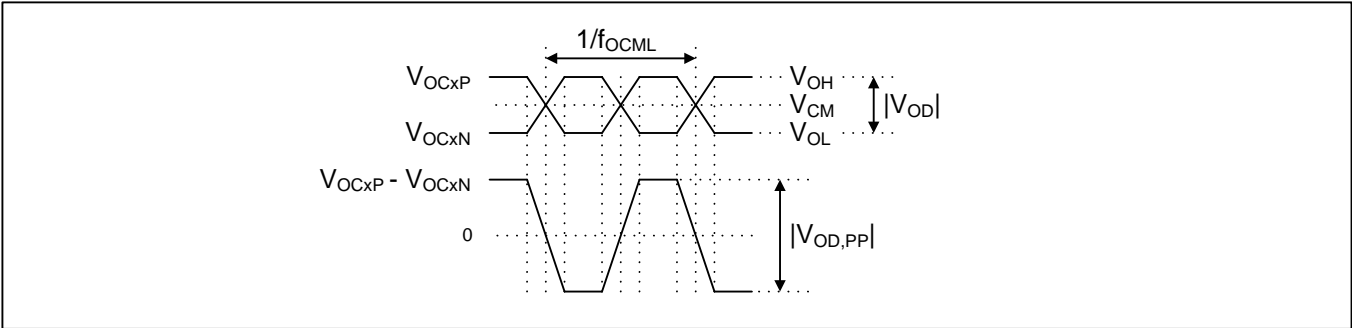 1/fOCML
VOCxP
VOH
VCM
|VOD|
VOCxN
VOL
VOCxP - VOCxN
0
|VOD,PP|